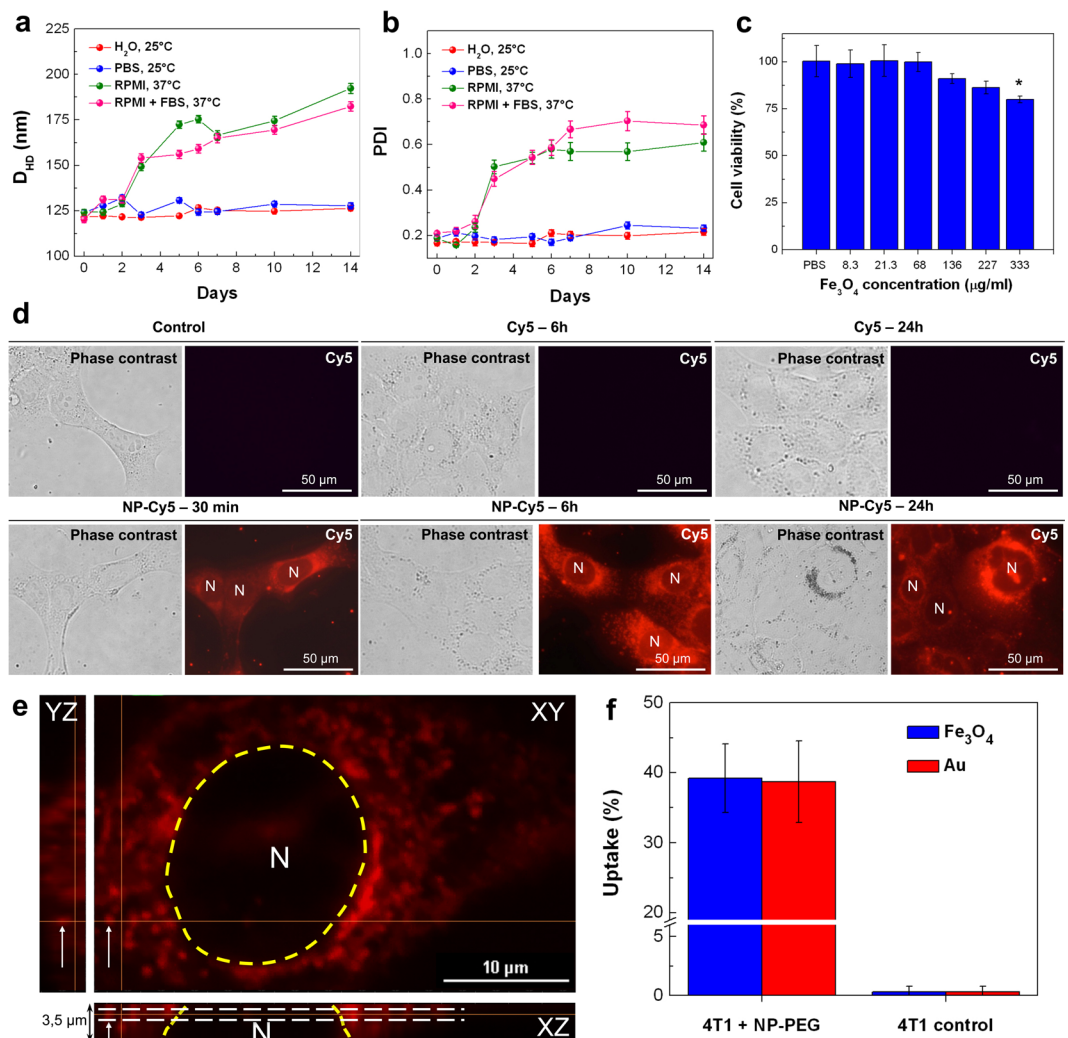 a
D_HD (nm)
200
175
150
125
100
H₂O, 25°C
PBS, 25°C
RPMI, 37°C
RPMI + FBS, 37°C
0 2 4 6 8 10 12 14
Days
b
PDI
1.0
0.8
0.6
0.4
0.2
H₂O, 25°C
PBS, 25°C
RPMI, 37°C
RPMI + FBS, 37°C
0 2 4 6 8 10 12 14
Days
c
Cell viability (%)
100
75
50
25
0
*
PBS 8.3 21.3 68 136 227 333
Fe₃O₄ concentration (µg/ml)
d
Control
Cy5 – 6h
Cy5 – 24h
Phase contrast
Cy5
50 µm
Phase contrast
Cy5
50 µm
Phase contrast
Cy5
50 µm
NP-Cy5 – 30 min
NP-Cy5 – 6h
NP-Cy5 – 24h
Phase contrast
Cy5
N N N
50 µm
Phase contrast
Cy5
N N N
50 µm
Phase contrast
Cy5
N N N
50 µm
e
YZ
XY
N
10 µm
3,5 µm
N
XZ
f
Uptake (%)
50
40
30
20
5
0
Fe₃O₄
Au
4T1 + NP-PEG
4T1 control